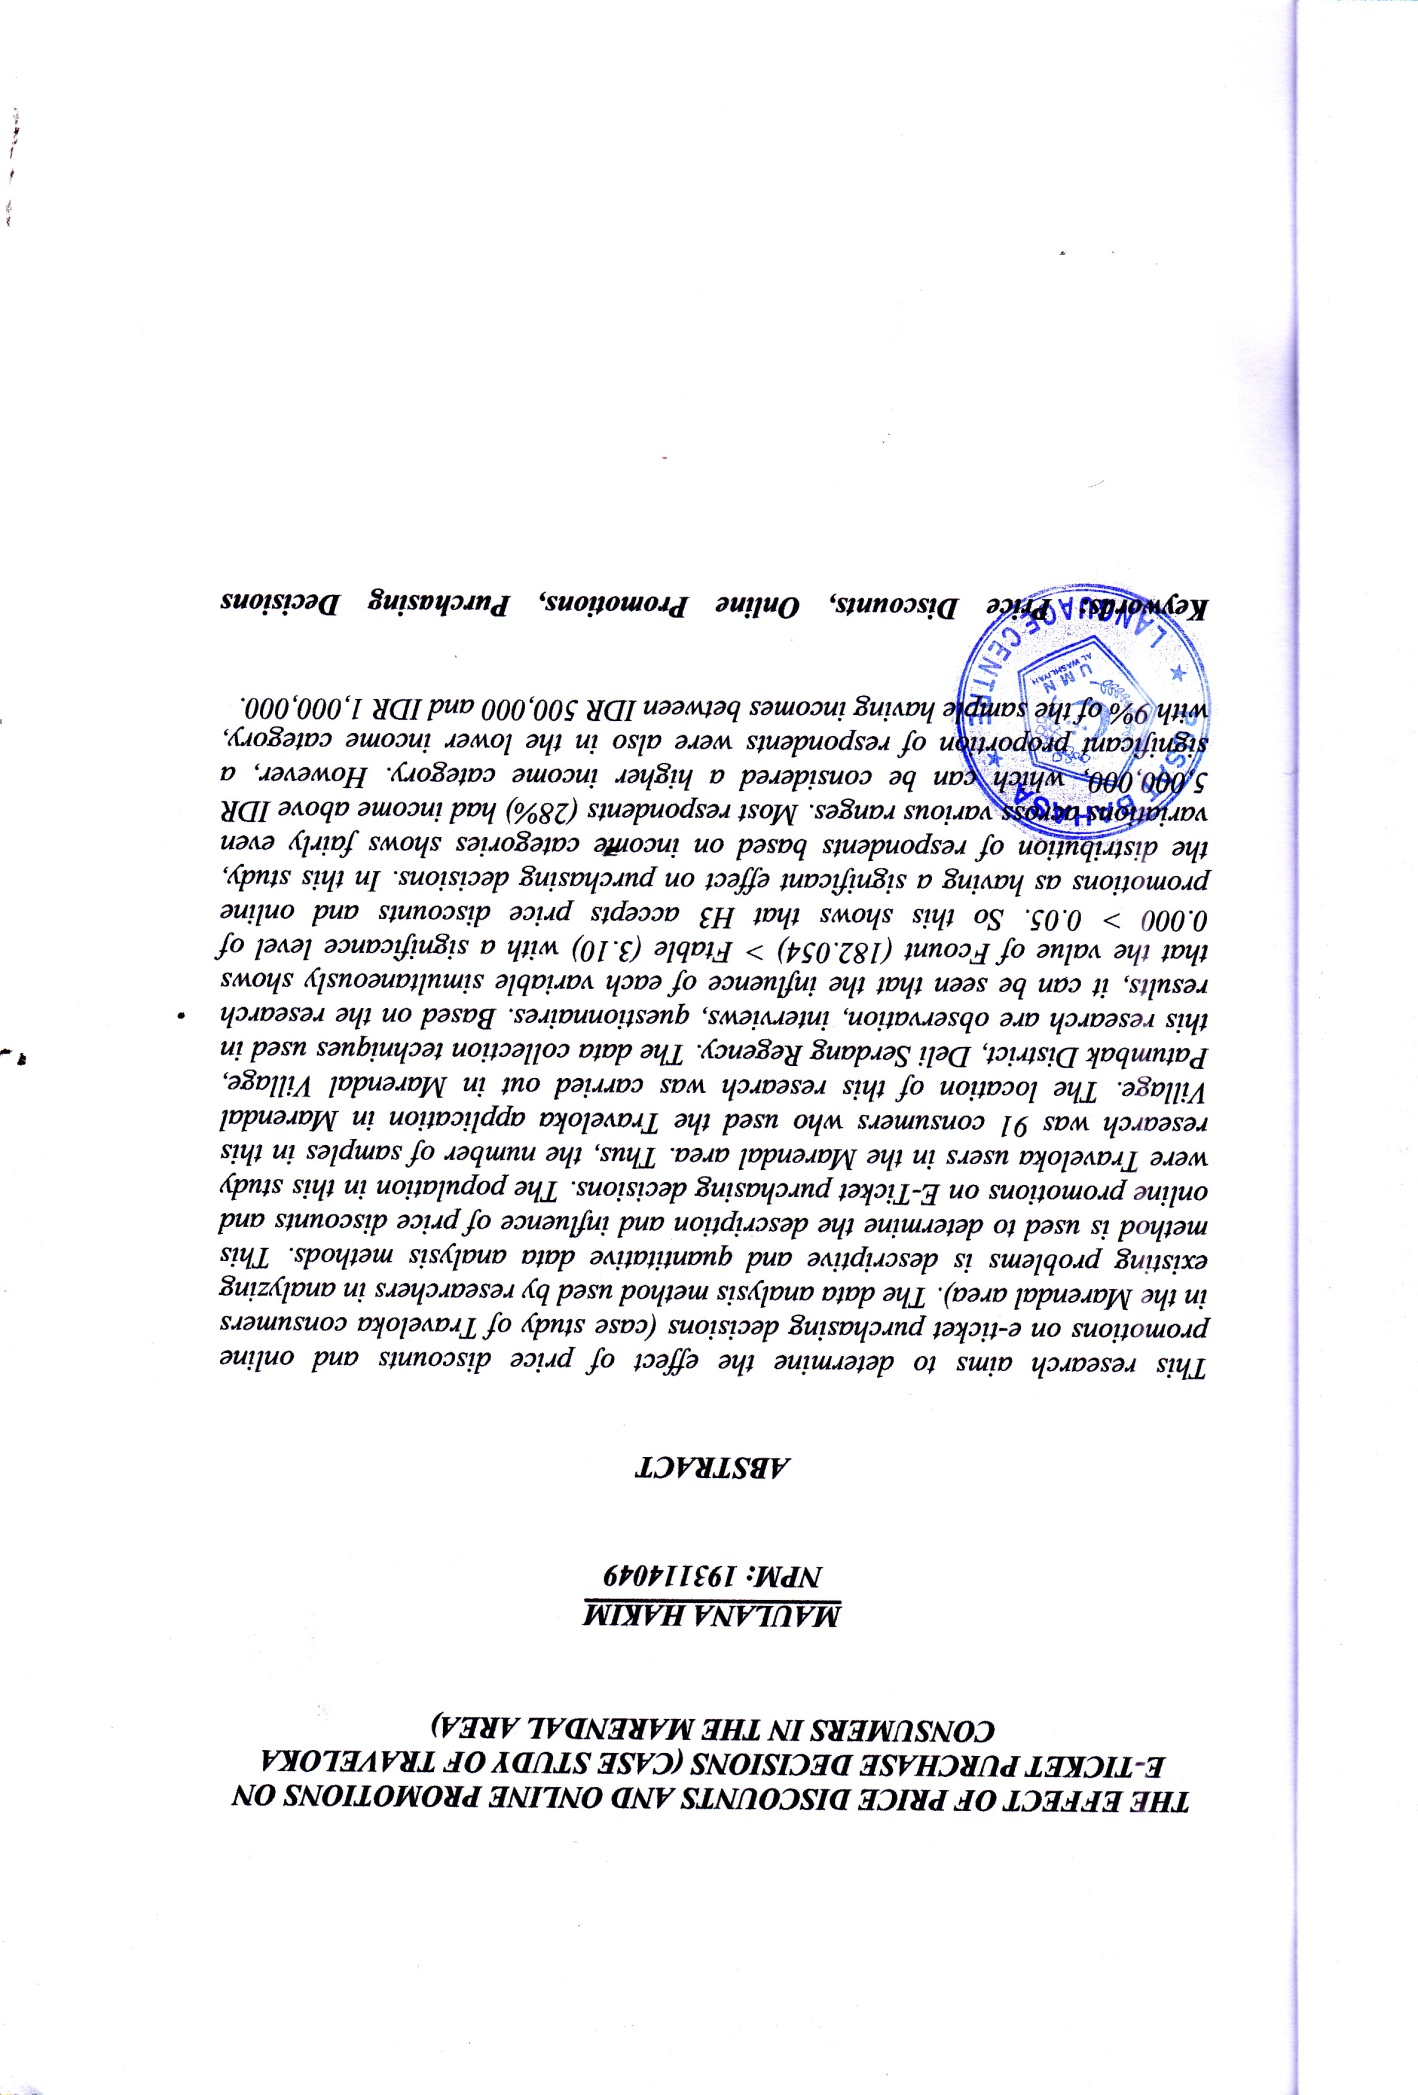 THE EFFECT OF PRICE DISCOUNTS AND ONLINE PROMOTIONS ON
E-TICKET PURCHASE DECISIONS (CASE STUDY OF TRAVELOKA
CONSUMERS IN THE MARENDAL AREA)
MAULANA HAKIM
NPM: 193114049
ABSTRACT
This research aims to determine the effect of price discounts and online
promotions on e-ticket purchasing decisions (case study of Traveloka consumers
in the Marendal area). The data analysis method used by researchers in analyzing
existing problems is descriptive and quantitative data analysis methods. This
method is used to determine the description and influence of price discounts and
online promotions on E-Ticket purchasing decisions. The population in this study
were Traveloka users in the Marendal area. Thus, the number of samples in this
research was 91 consumers who used the Traveloka application in Marendal
Village. The location of this research was carried out in Marendal Village,
Patumbak District, Deli Serdang Regency. The data collection techniques used in
this research are observation, interviews, questionnaires. Based on the research
results, it can be seen that the influence of each variable simultaneously shows
that the value of Fcount (182.054) > Ftable (3.10) with a significance level of
0.000 > 0.05. So this shows that H3 accepts price discounts and online
promotions as having a significant effect on purchasing decisions. In this study,
the distribution of respondents based on income categories shows fairly even
variations across various ranges. Most respondents (28%) had income above IDR
5,000,000, which can be considered a higher income category. However, a
significant proportion of respondents were also in the lower income category,
with 9% of the sample having incomes between IDR 500,000 and IDR 1,000,000.
Keywords: Price Discounts, Online Promotions, Purchasing Decisions
PUSAT BAHASA
LANGUAGE CENTRE
UMN
AL WASHLIYAH